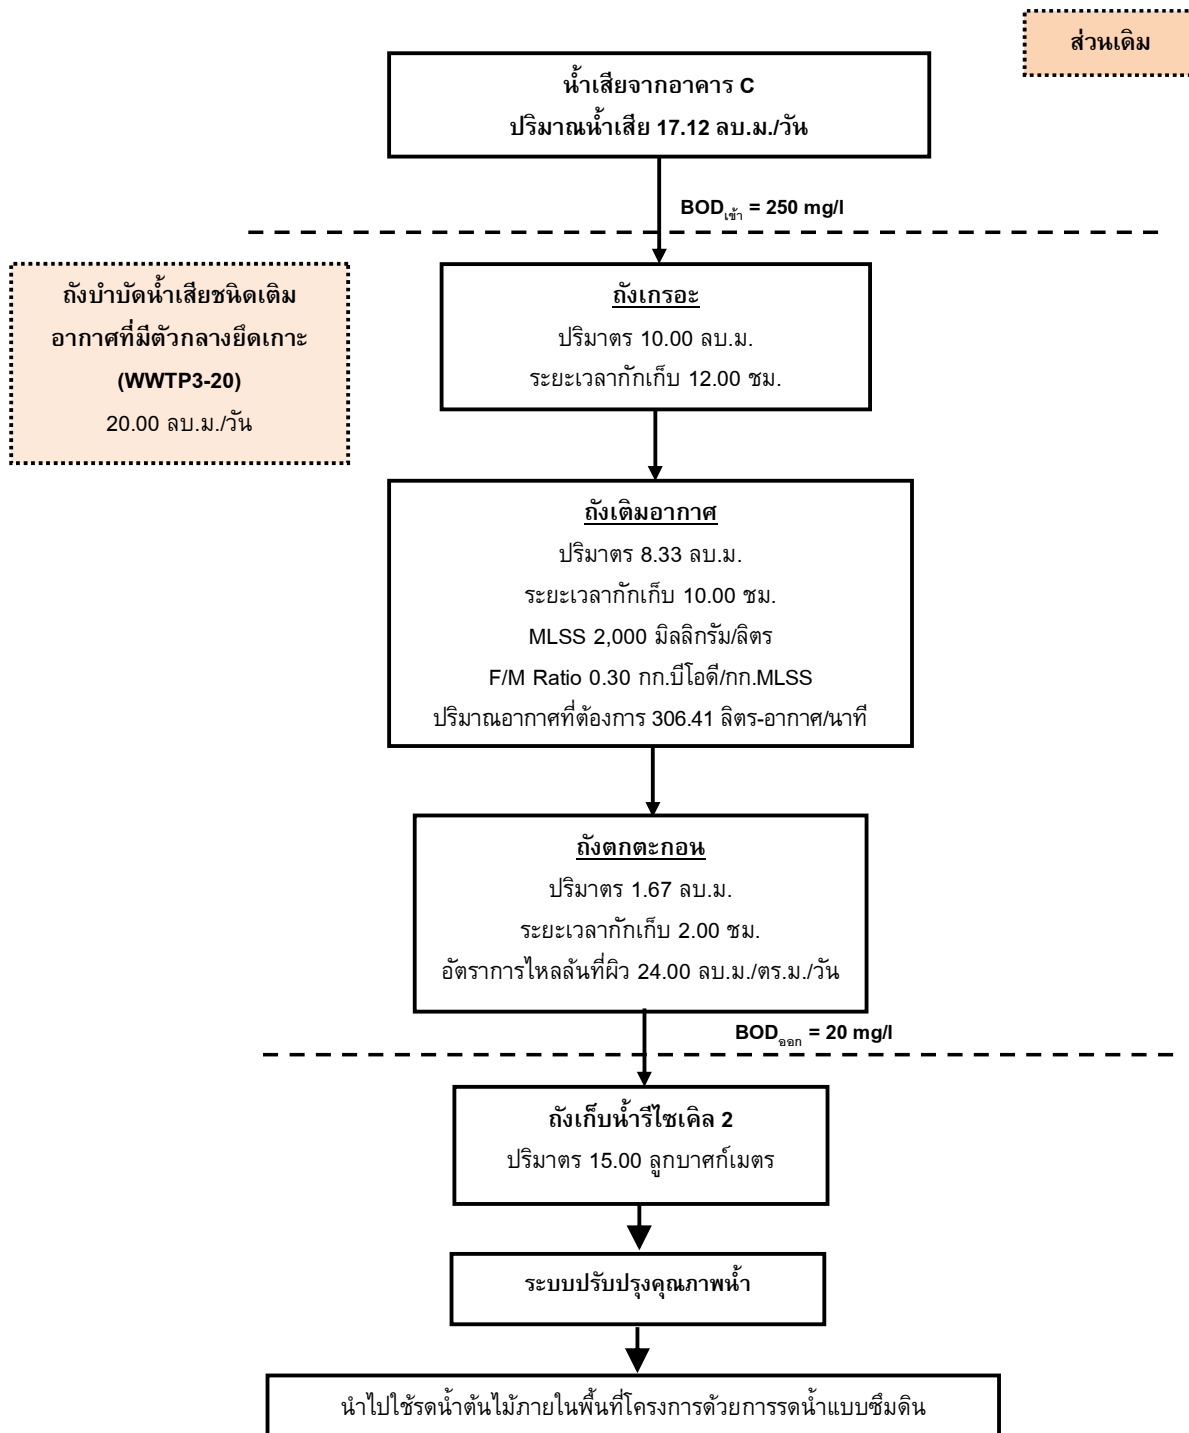 ส่วนเดิม
น้ำเสียจากอาคาร C
ปริมาณน้ำเสีย 17.12 ลบ.ม./วัน
BODเข้า = 250 mg/l
ถังบำบัดน้ำเสียชนิดเติม
อากาศที่มีตัวกลางยึดเกาะ
(WWTP3-20)
20.00 ลบ.ม./วัน
ถังเกรอะ
ปริมาตร 10.00 ลบ.ม.
ระยะเวลากักเก็บ 12.00 ชม.
ถังเติมอากาศ
ปริมาตร 8.33 ลบ.ม.
ระยะเวลากักเก็บ 10.00 ชม.
MLSS 2,000 มิลลิกรัม/ลิตร
F/M Ratio 0.30 กก.บีโอดี/กก.MLSS
ปริมาณอากาศที่ต้องการ 306.41 ลิตร-อากาศ/นาที
ถังตกตะกอน
ปริมาตร 1.67 ลบ.ม.
ระยะเวลากักเก็บ 2.00 ชม.
อัตราการไหลล้นที่ผิว 24.00 ลบ.ม./ตร.ม./วัน
BODออก = 20 mg/l
ถังเก็บน้ำรีไซเคิล 2
ปริมาตร 15.00 ลูกบาศก์เมตร
ระบบปรับปรุงคุณภาพน้ำ
นำไปใช้รดน้ำต้นไม้ภายในพื้นที่โครงการด้วยการรดน้ำแบบซึมดิน